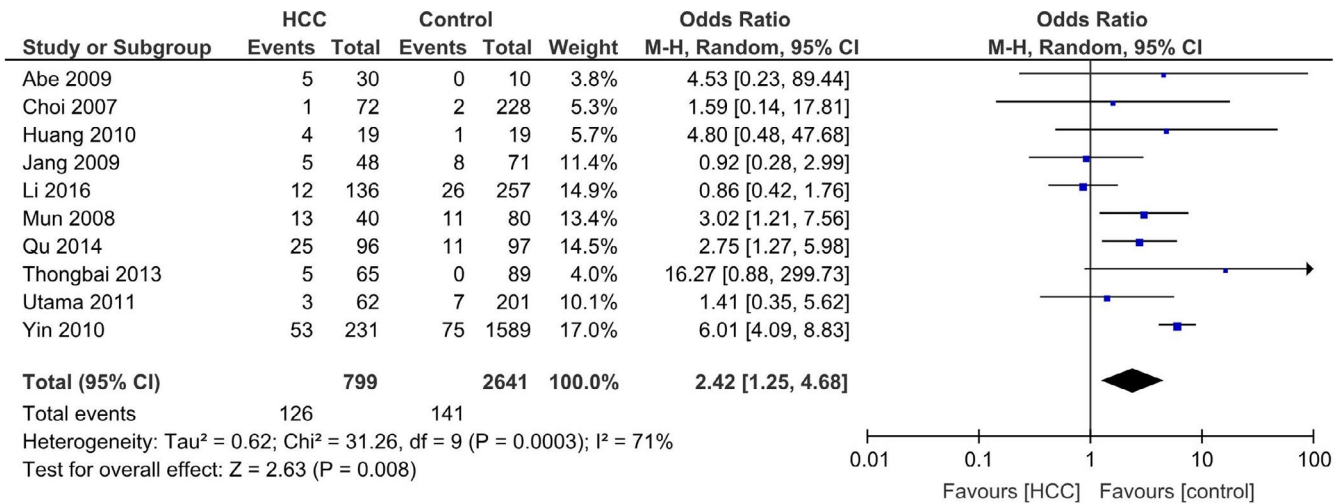 HCC Control Odds Ratio Odds Ratio
Study or Subgroup Events Total Events Total Weight M-H, Random, 95% CI M-H, Random, 95% CI
Abe 2009 5 30 0 10 3.8% 4.53 [0.23, 89.44]
Choi 2007 1 72 2 228 5.3% 1.59 [0.14, 17.81]
Huang 2010 4 19 1 19 5.7% 4.80 [0.48, 47.68]
Jang 2009 5 48 8 71 11.4% 0.92 [0.28, 2.99]
Li 2016 12 136 26 257 14.9% 0.86 [0.42, 1.76]
Mun 2008 13 40 11 80 13.4% 3.02 [1.21, 7.56]
Qu 2014 25 96 11 97 14.5% 2.75 [1.27, 5.98]
Thongbai 2013 5 65 0 89 4.0% 16.27 [0.88, 299.73]
Utama 2011 3 62 7 201 10.1% 1.41 [0.35, 5.62]
Yin 2010 53 231 75 1589 17.0% 6.01 [4.09, 8.83]
Total (95% CI) 799 2641 100.0% 2.42 [1.25, 4.68]
Total events 126 141
Heterogeneity: Tau² = 0.62; Chi² = 31.26, df = 9 (P = 0.0003); I² = 71%
Test for overall effect: Z = 2.63 (P = 0.008)
0.01 0.1 1 10 100
Favours [HCC] Favours [control]